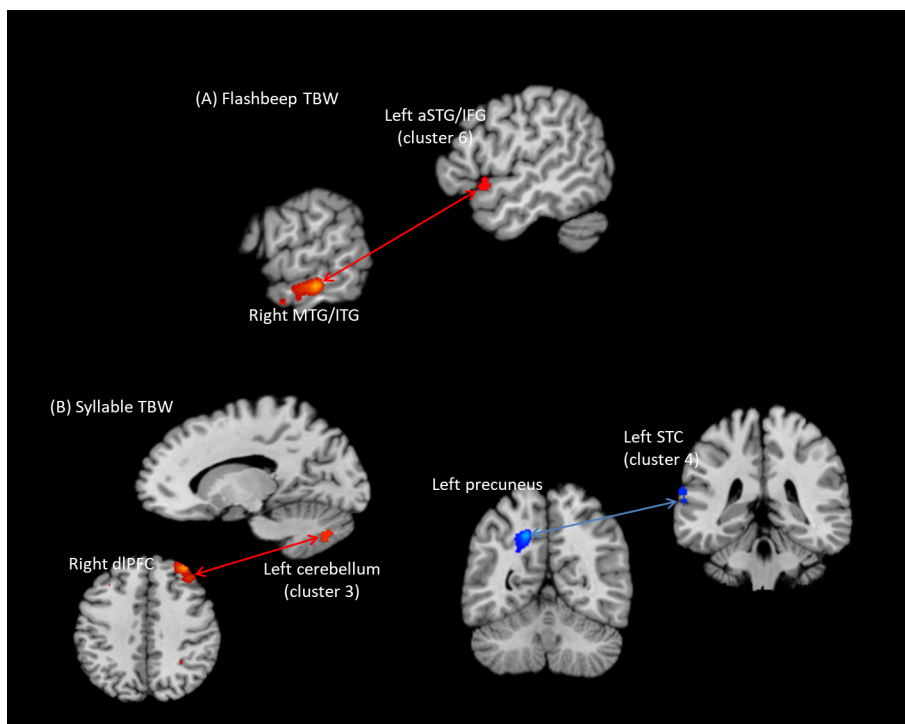 (A) Flashbeep TBW
Left aSTG/IFG
(cluster 6)
Right MTG/ITG
(B) Syllable TBW
Left STC
(cluster 4)
Left precuneus
Right dlPFC
Left cerebellum
(cluster 3)